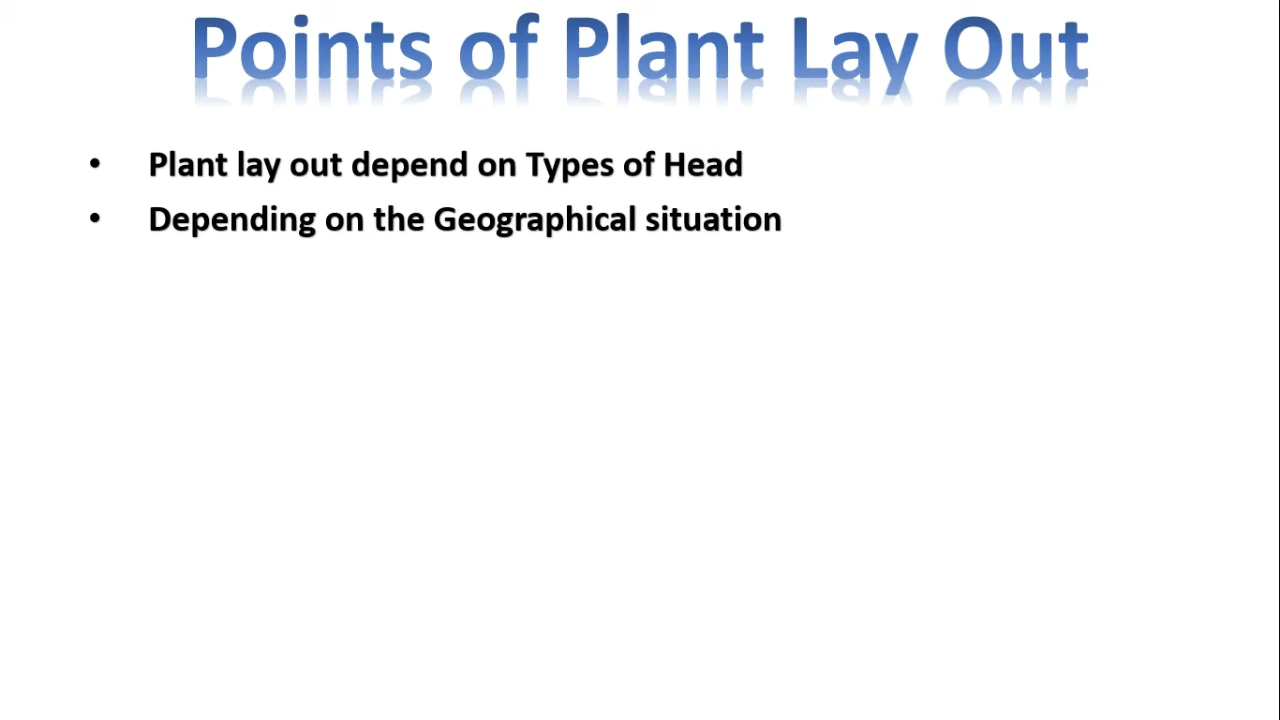 Points of Plant Lay Out
• Plant lay out depend on Types of Head
• Depending on the Geographical situation